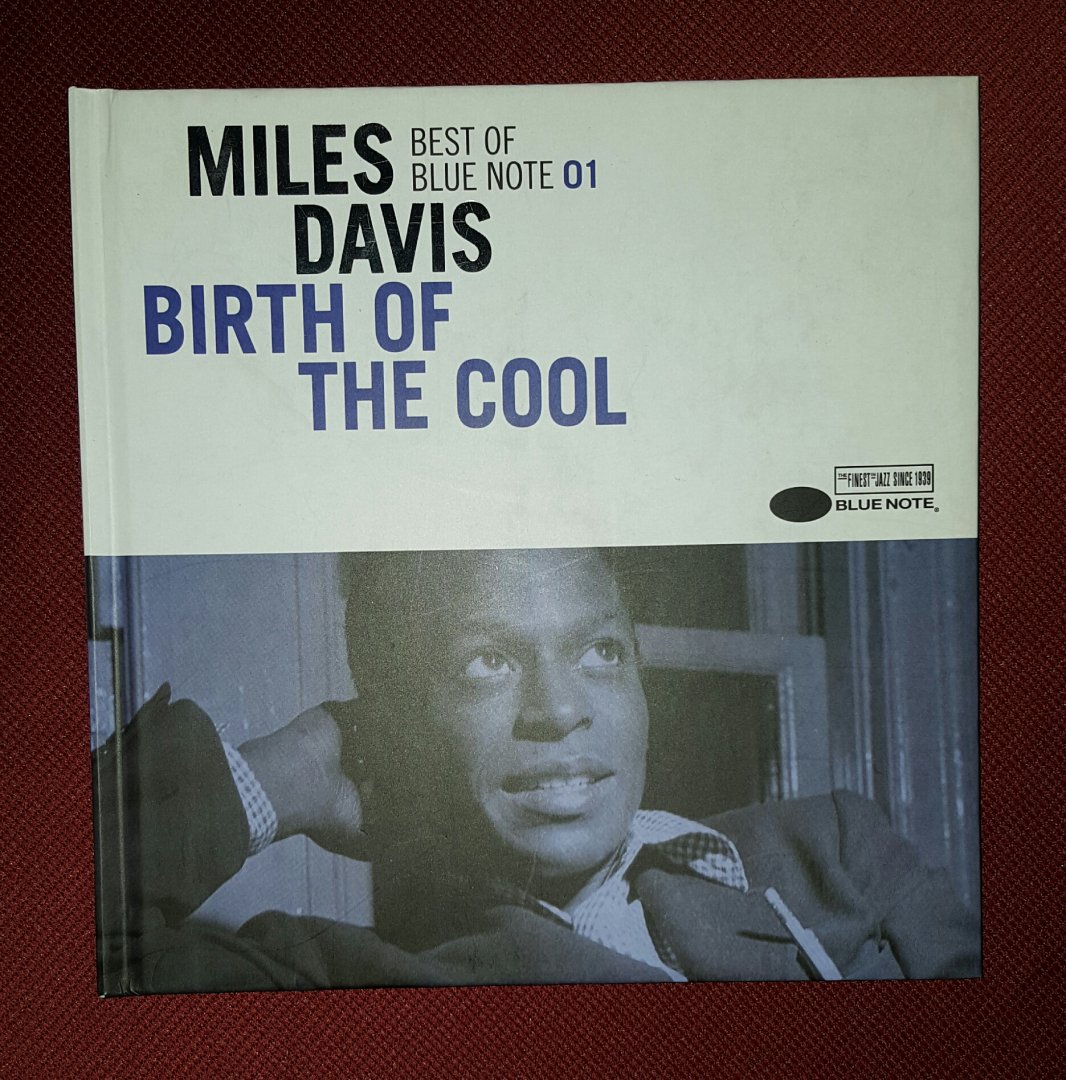 MILES BEST OF
BLUE NOTE 01
DAVIS
BIRTH OF
THE COOL
THE FINEST IN JAZZ SINCE 1939
BLUE NOTE®